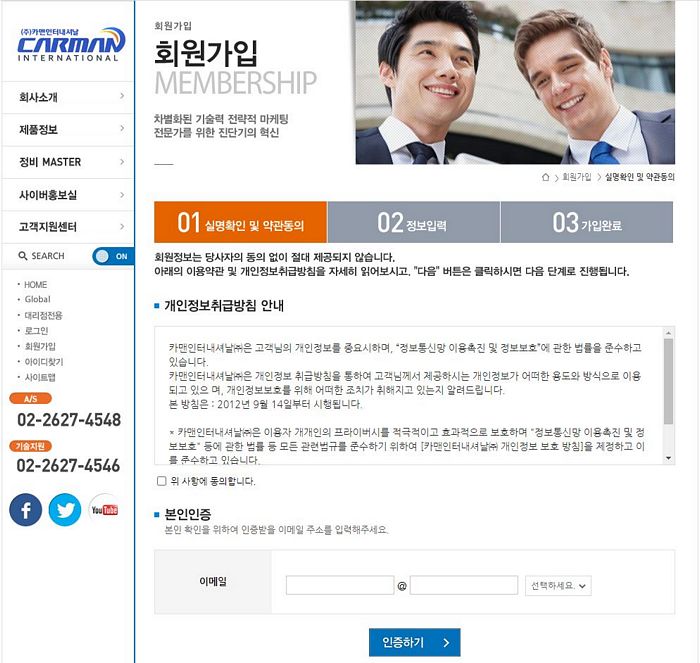 (주)카맨인터내셔날
CARMAN
INTERNATIONAL
회사소개
제품정보
정비 MASTER
사이버홍보실
고객지원센터
SEARCH
ON
HOME
Global
대리점전용
로그인
회원가입
아이디찾기
사이트맵
A/S
02-2627-4548
기술지원
02-2627-4546
f
You Tube
회원가입
회원가입
MEMBERSHIP
차별화된 기술력 전략적 마케팅
전문가를 위한 진단기의 혁신
회원가입 > 실명확인 및 약관동의
01 실명확인 및 약관동의
02 정보입력
03 가입완료
회원정보는 당사자의 동의 없이 절대 제공되지 않습니다.
아래의 이용약관 및 개인정보취급방침을 자세히 읽어보시고, "다음" 버튼은 클릭하시면 다음 단계로 진행됩니다.
개인정보취급방침 안내
카맨인터내셔날㈜은 고객님의 개인정보를 중요시하며, “정보통신망 이용촉진 및 정보보호”에 관한 법률을 준수하고
있습니다.
카맨인터내셔날㈜은 개인정보 취급방침을 통하여 고객님께서 제공하시는 개인정보가 어떠한 용도와 방식으로 이용
되고 있으 며, 개인정보보호를 위해 어떠한 조치가 취해지고 있는지 알려드립니다.
본 방침은 : 2012년 9월 14일부터 시행됩니다.
× 카맨인터내셔날㈜은 이용자 개개인의 프라이버시를 적극적이고 효과적으로 보호하며 "정보통신망 이용촉진 및 정
보보호" 등에 관한 법률 등 모든 관련법규를 준수하기 위하여 [카맨인터내셔날㈜ 개인정보 보호 방침]을 제정하고 이
를 준수하고 있습니다.
위 사항에 동의합니다.
본인인증
본인 확인을 위하여 인증받을 이메일 주소를 입력해주세요.
이메일
@
선택하세요.
인증하기 >